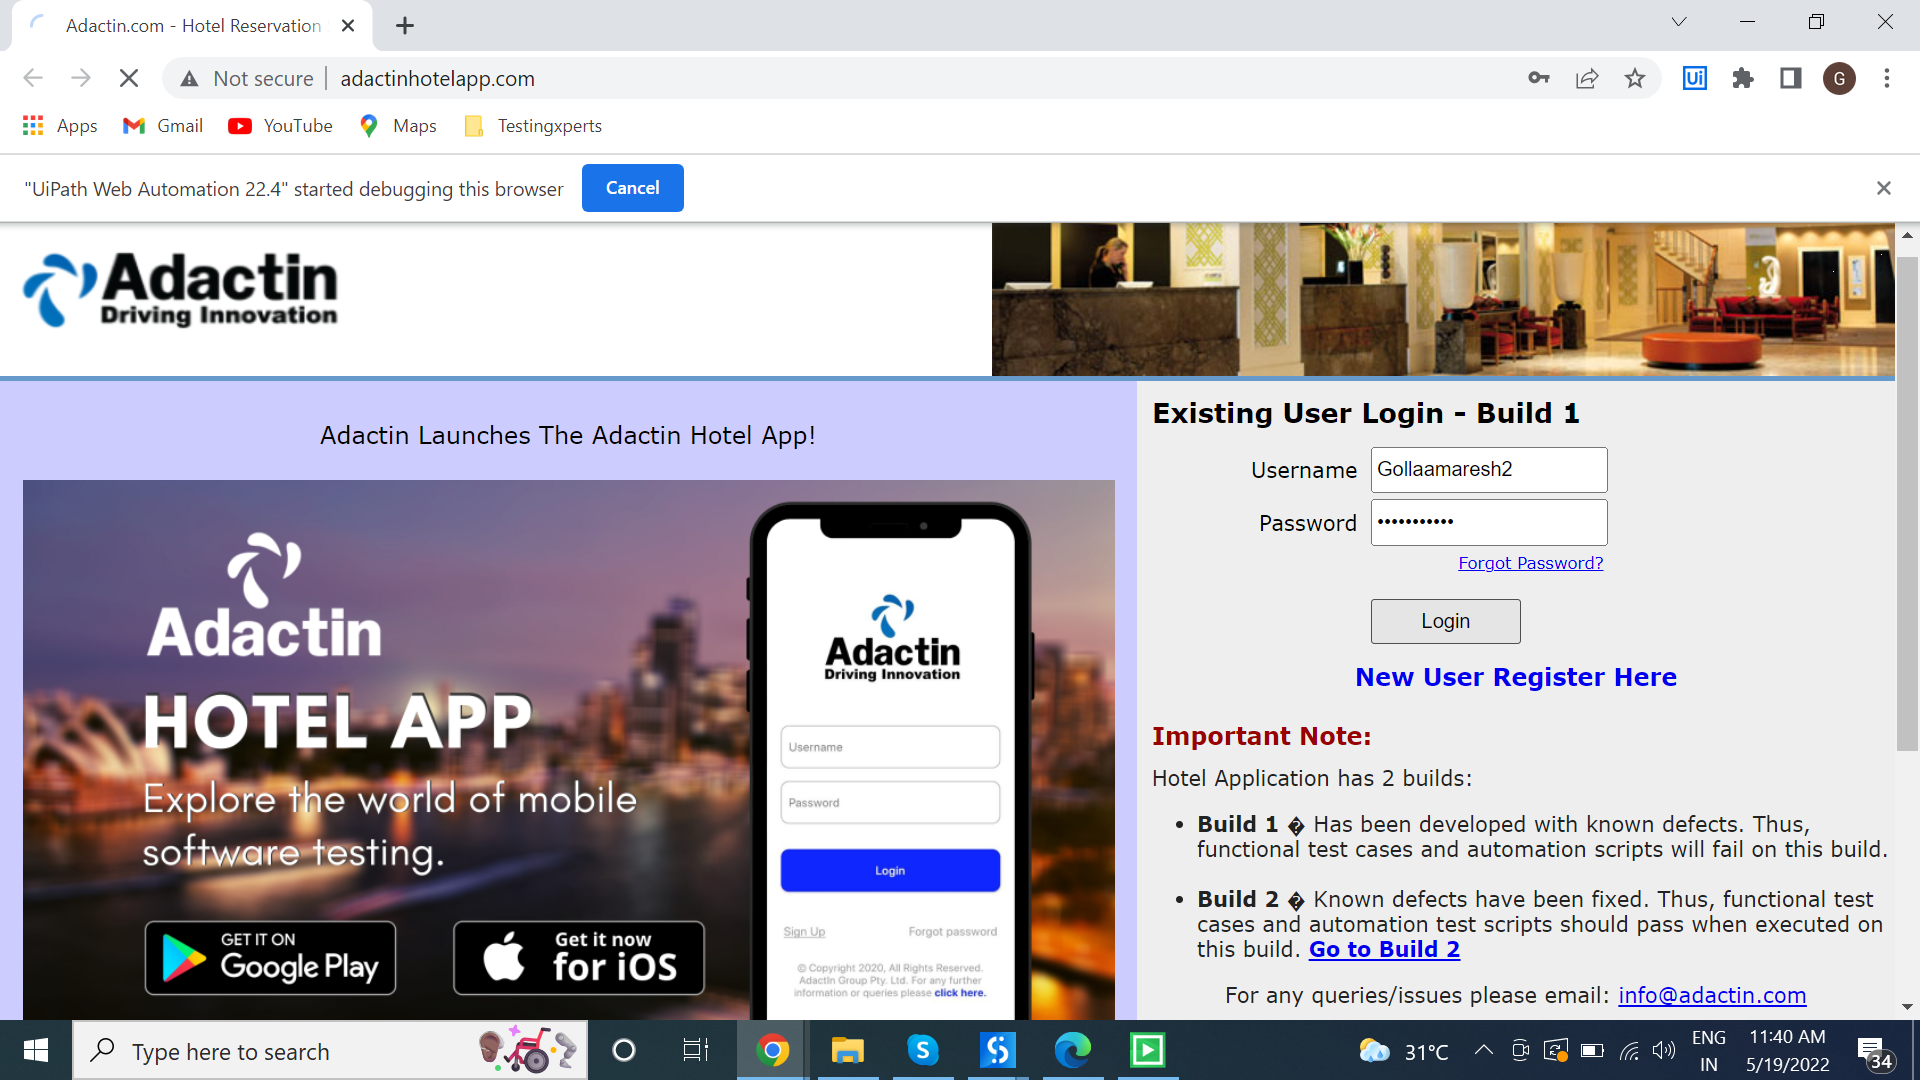 Adactin.com - Hotel Reservation
Not secure
adactinhotelapp.com
Ui
G
Apps
Gmail
YouTube
Maps
Testingxperts
"UiPath Web Automation 22.4" started debugging this browser
Cancel
Adactin
Driving Innovation
Adactin Launches The Adactin Hotel App!
Adactin
HOTEL APP
Explore the world of mobile
software testing.
GET IT ON
Google Play
Get it now
for iOS
Adactin
Driving Innovation
Username
Password
Login
Sign Up
Forgot password
© Copyright 2020, All Rights Reserved.
AdactIn Group Pty. Ltd. For any further
information or queries please click here.
Existing User Login - Build 1
Username
Gollaamaresh2
Password
•••••••••••
Forgot Password?
Login
New User Register Here
Important Note:
Hotel Application has 2 builds:
• Build 1 � Has been developed with known defects. Thus,
functional test cases and automation scripts will fail on this build.
• Build 2 � Known defects have been fixed. Thus, functional test
cases and automation test scripts should pass when executed on
this build. Go to Build 2
For any queries/issues please email: info@adactin.com
Type here to search
S
31°C
ENG
IN
11:40 AM
5/19/2022
34